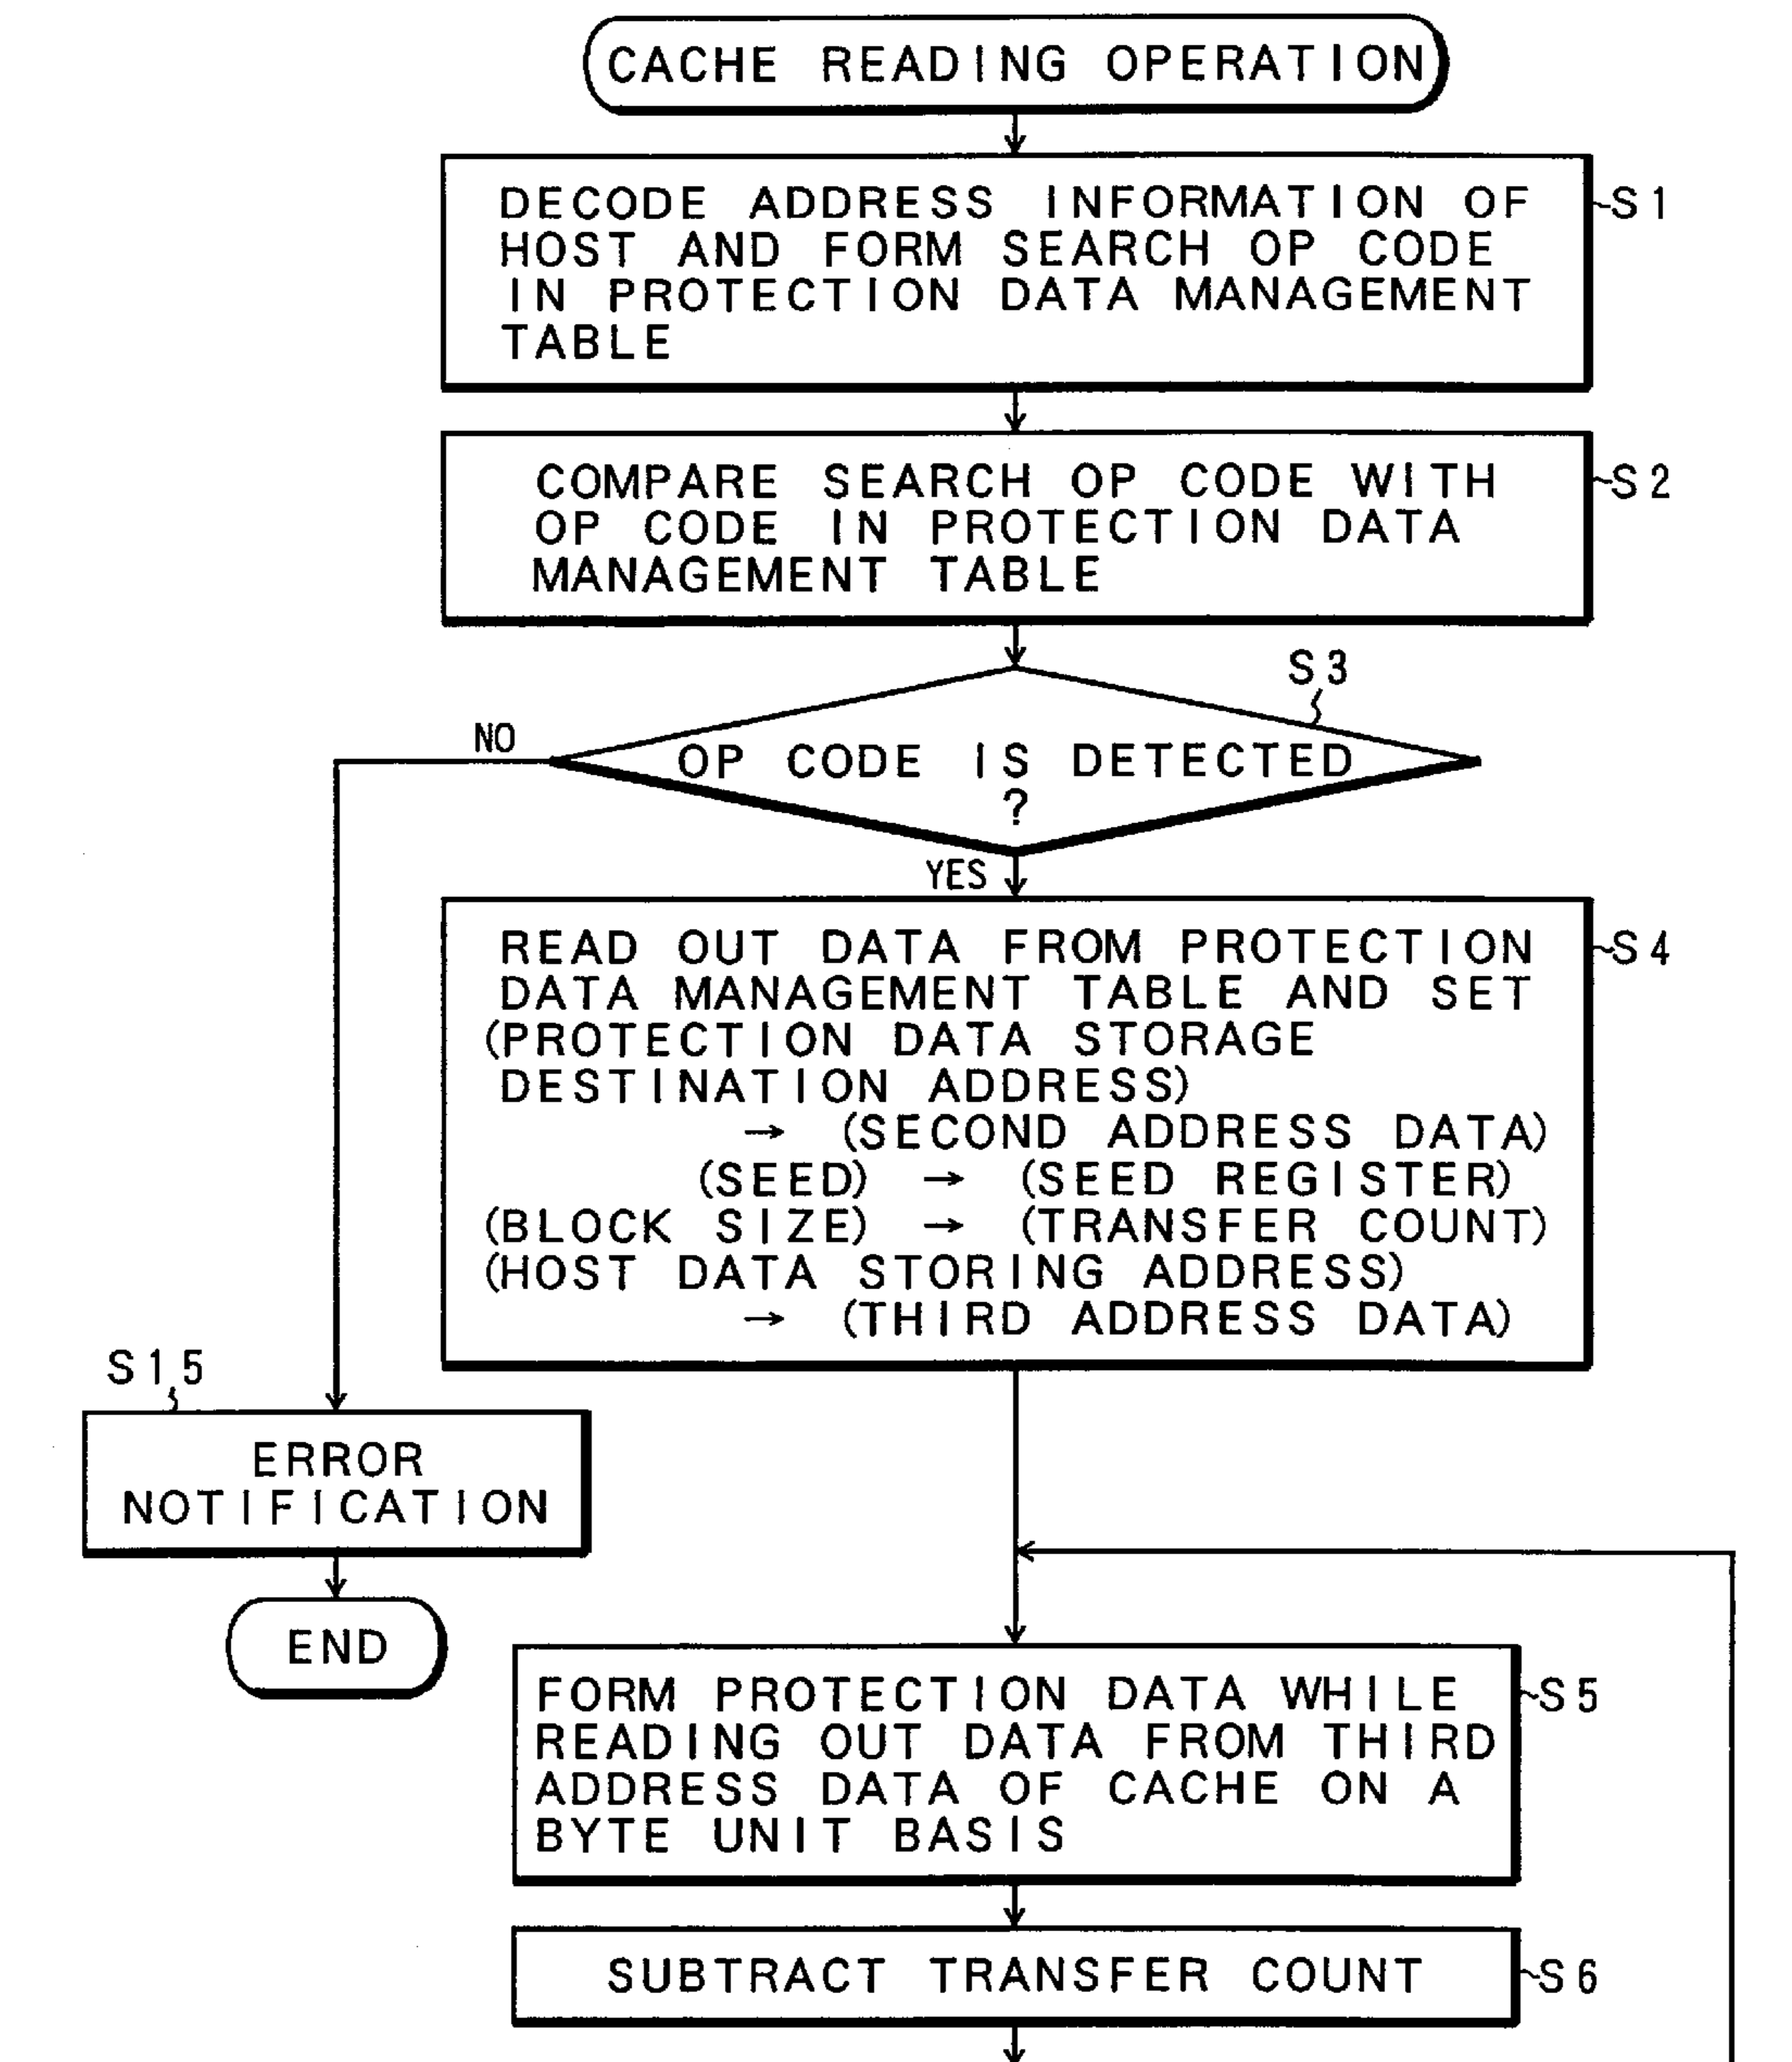 CACHE READING OPERATION
DECODE ADDRESS INFORMATION OF
HOST AND FORM SEARCH OP CODE
IN PROTECTION DATA MANAGEMENT
TABLE
S1
COMPARE SEARCH OP CODE WITH
OP CODE IN PROTECTION DATA
MANAGEMENT TABLE
S2
S3
NO
OP CODE IS DETECTED
?
YES
READ OUT DATA FROM PROTECTION
DATA MANAGEMENT TABLE AND SET
(PROTECTION DATA STORAGE
DESTINATION ADDRESS)
→ (SECOND ADDRESS DATA)
(SEED) → (SEED REGISTER)
(BLOCK SIZE) → (TRANSFER COUNT)
(HOST DATA STORING ADDRESS)
→ (THIRD ADDRESS DATA)
S4
S15
ERROR
NOTIFICATION
END
FORM PROTECTION DATA WHILE
READING OUT DATA FROM THIRD
ADDRESS DATA OF CACHE ON A
BYTE UNIT BASIS
S5
SUBTRACT TRANSFER COUNT
S6